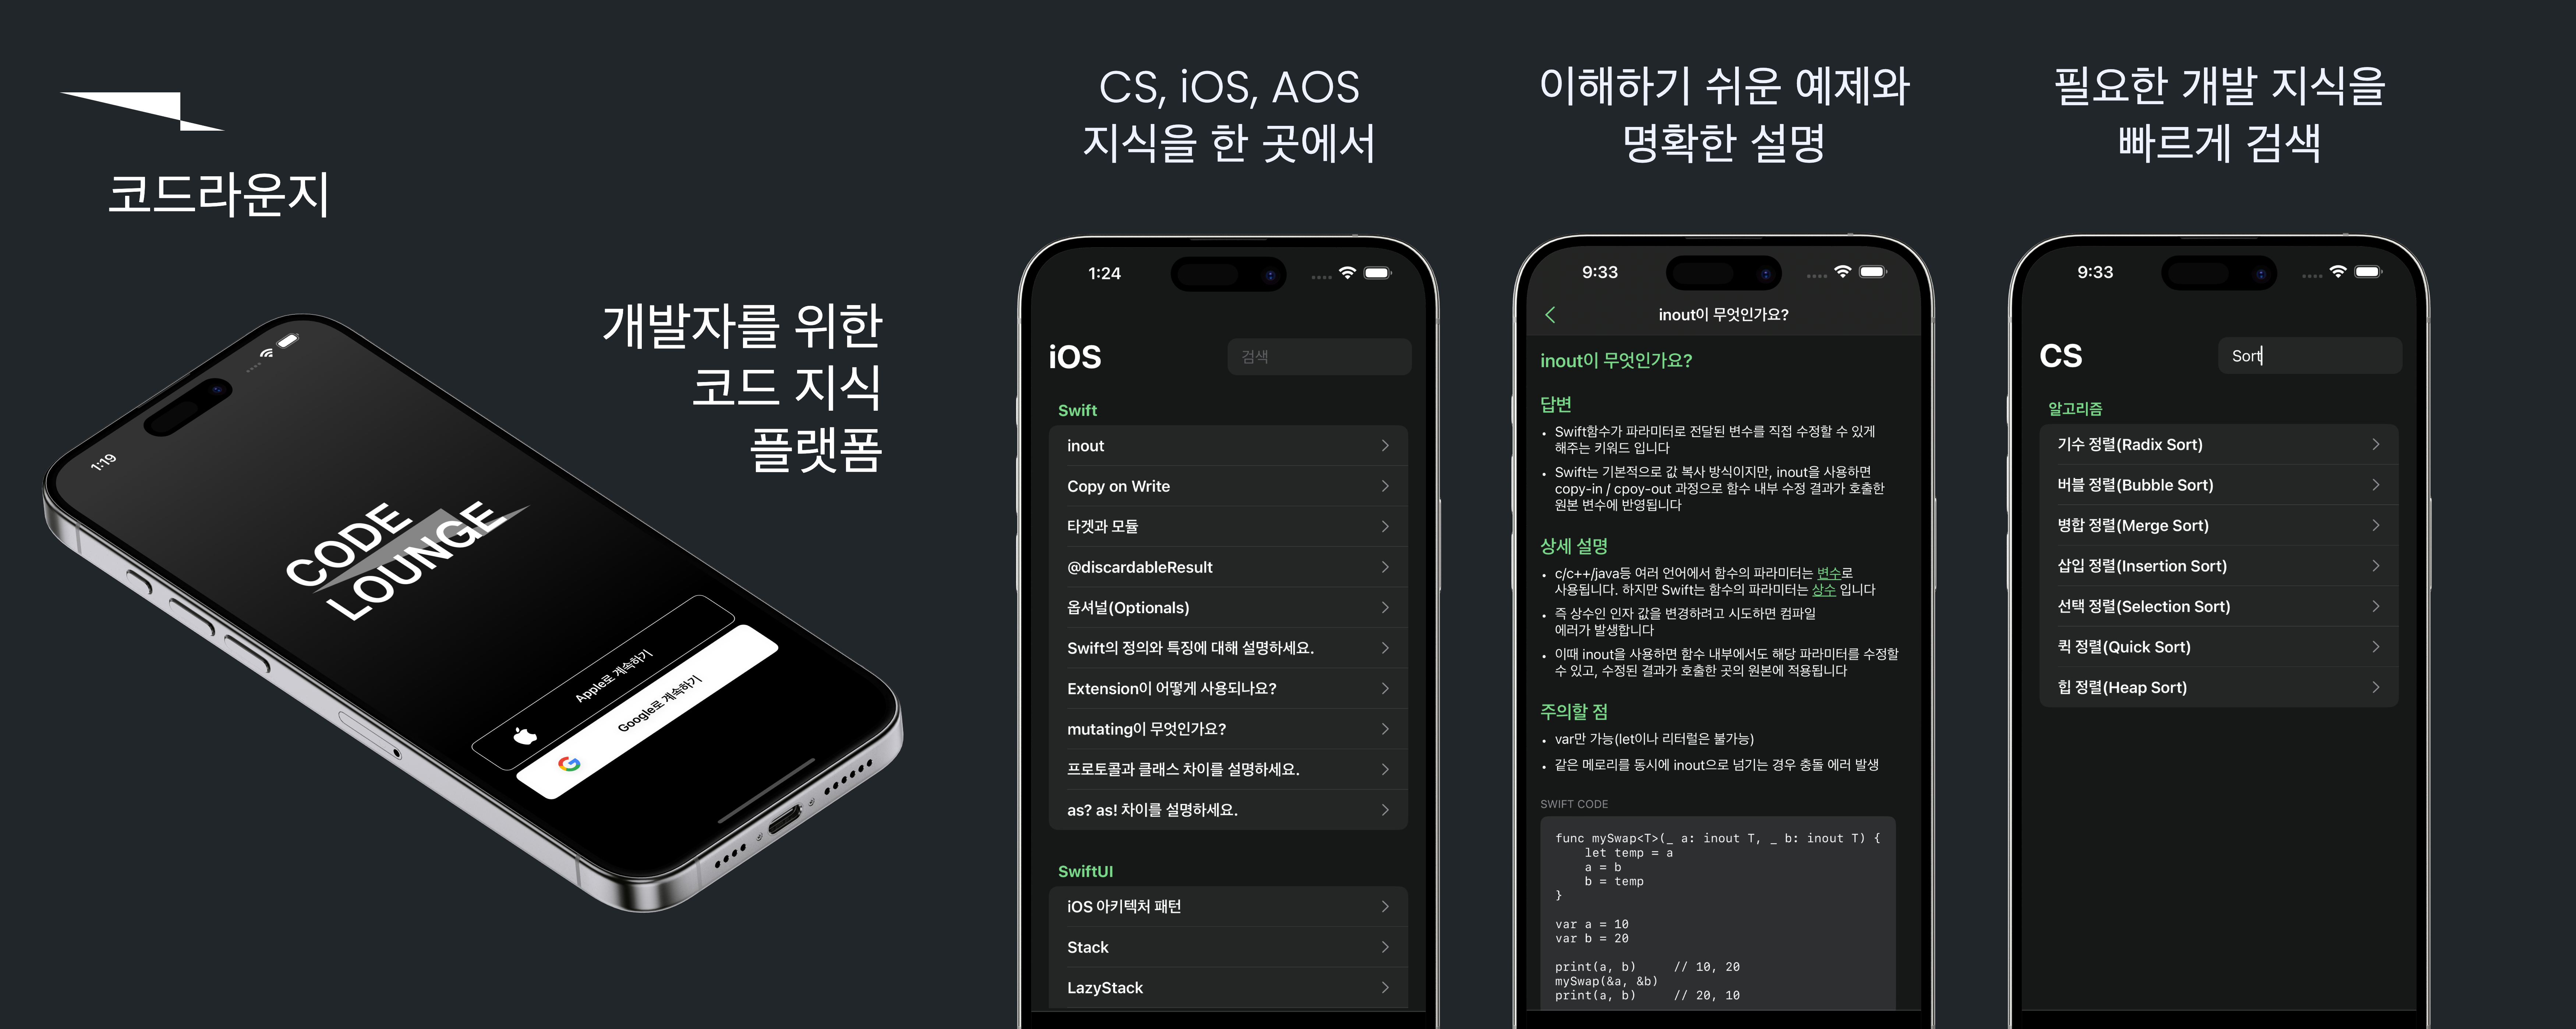 코드라운지
개발자를 위한
코드 지식
플랫폼
1:19
CODE
LOUNGE
Apple로 계속하기
Google로 계속하기
CS, iOS, AOS
지식을 한 곳에서
1:24
iOS
검색
Swift
inout
Copy on Write
타겟과 모듈
@discardableResult
옵셔널(Optionals)
Swift의 정의와 특징에 대해 설명하세요.
Extension이 어떻게 사용되나요?
mutating이 무엇인가요?
프로토콜과 클래스 차이를 설명하세요.
as? as! 차이를 설명하세요.
SwiftUI
iOS 아키텍처 패턴
Stack
LazyStack
이해하기 쉬운 예제와
명확한 설명
9:33
inout이 무엇인가요?
inout이 무엇인가요?
답변
• Swift함수가 파라미터로 전달된 변수를 직접 수정할 수 있게
해주는 키워드 입니다
• Swift는 기본적으로 값 복사 방식이지만, inout을 사용하면
copy-in / cpoy-out 과정으로 함수 내부 수정 결과가 호출한
원본 변수에 반영됩니다
상세 설명
• c/c++/java등 여러 언어에서 함수의 파라미터는 변수로
사용됩니다. 하지만 Swift는 함수의 파라미터는 상수 입니다
• 즉 상수인 인자 값을 변경하려고 시도하면 컴파일
에러가 발생합니다
• 이때 inout을 사용하면 함수 내부에서도 해당 파라미터를 수정할
수 있고, 수정된 결과가 호출한 곳의 원본에 적용됩니다
주의할 점
• var만 가능(let이나 리터럴은 불가능)
• 같은 메로리를 동시에 inout으로 넘기는 경우 충돌 에러 발생
SWIFT CODE
func mySwap<T>(_ a: inout T, _ b: inout T) {
let temp = a
a = b
b = temp
}
var a = 10
var b = 20
print(a, b) // 10, 20
mySwap(&a, &b)
print(a, b) // 20, 10
필요한 개발 지식을
빠르게 검색
9:33
CS
Sort
알고리즘
기수 정렬(Radix Sort)
버블 정렬(Bubble Sort)
병합 정렬(Merge Sort)
삽입 정렬(Insertion Sort)
선택 정렬(Selection Sort)
퀵 정렬(Quick Sort)
힙 정렬(Heap Sort)